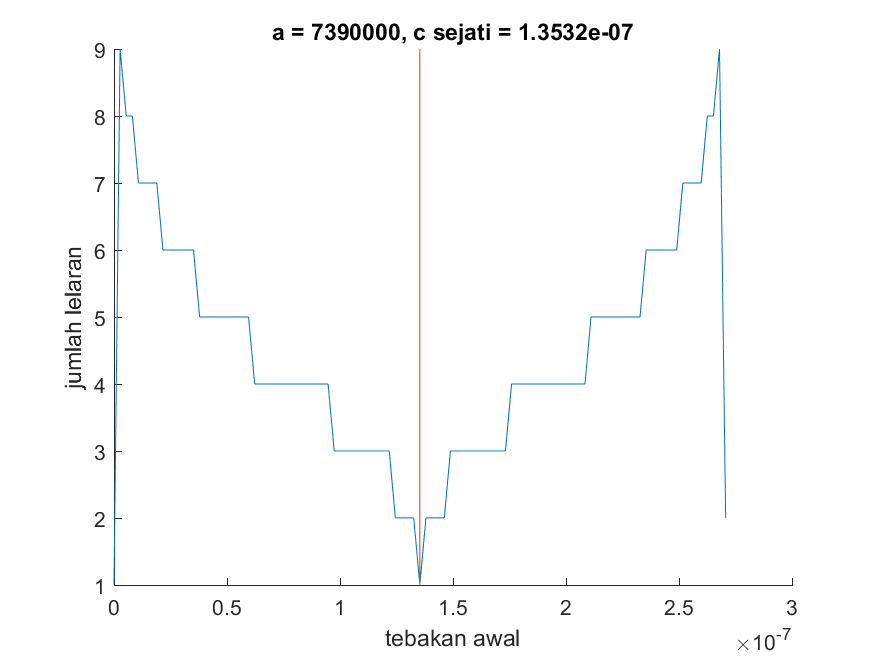 a = 7390000, c sejati = 1.3532e-07
9
8
7
6
5
4
3
2
1
jumlah lelaran
0 0.5 1 1.5 2 2.5 3
tebakan awal
×10^-7